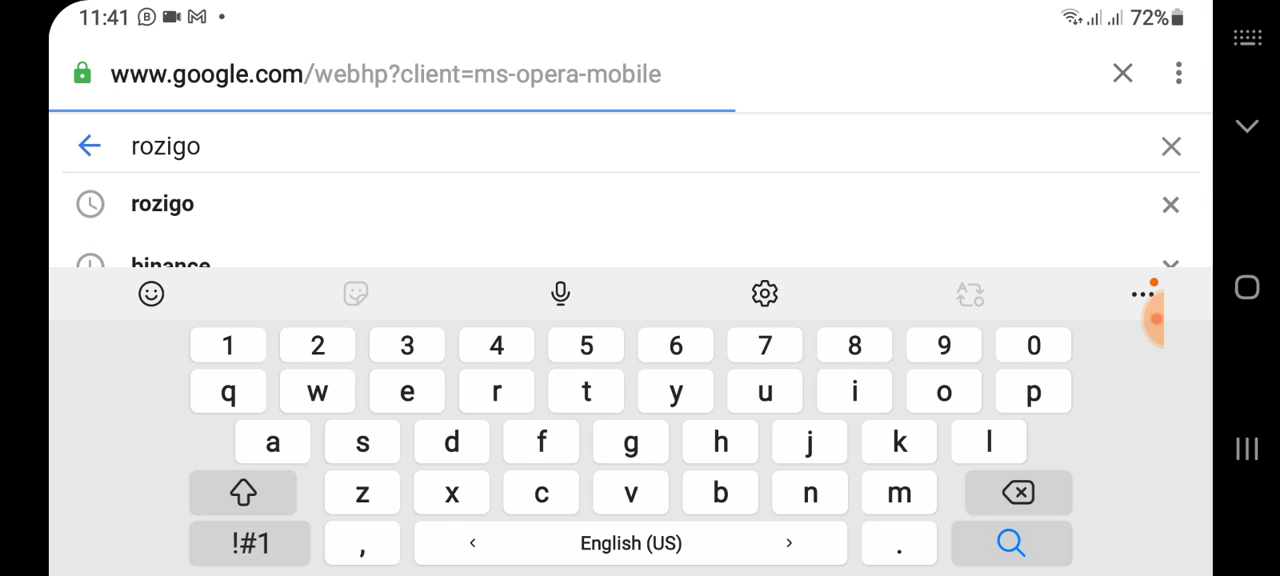 11:41 72%
www.google.com/webhp?client=ms-opera-mobile
rozigo
rozigo
binance
1 2 3 4 5 6 7 8 9 0
q w e r t y u i o p
a s d f g h j k l
z x c v b n m
!#1 , < English (US) > .